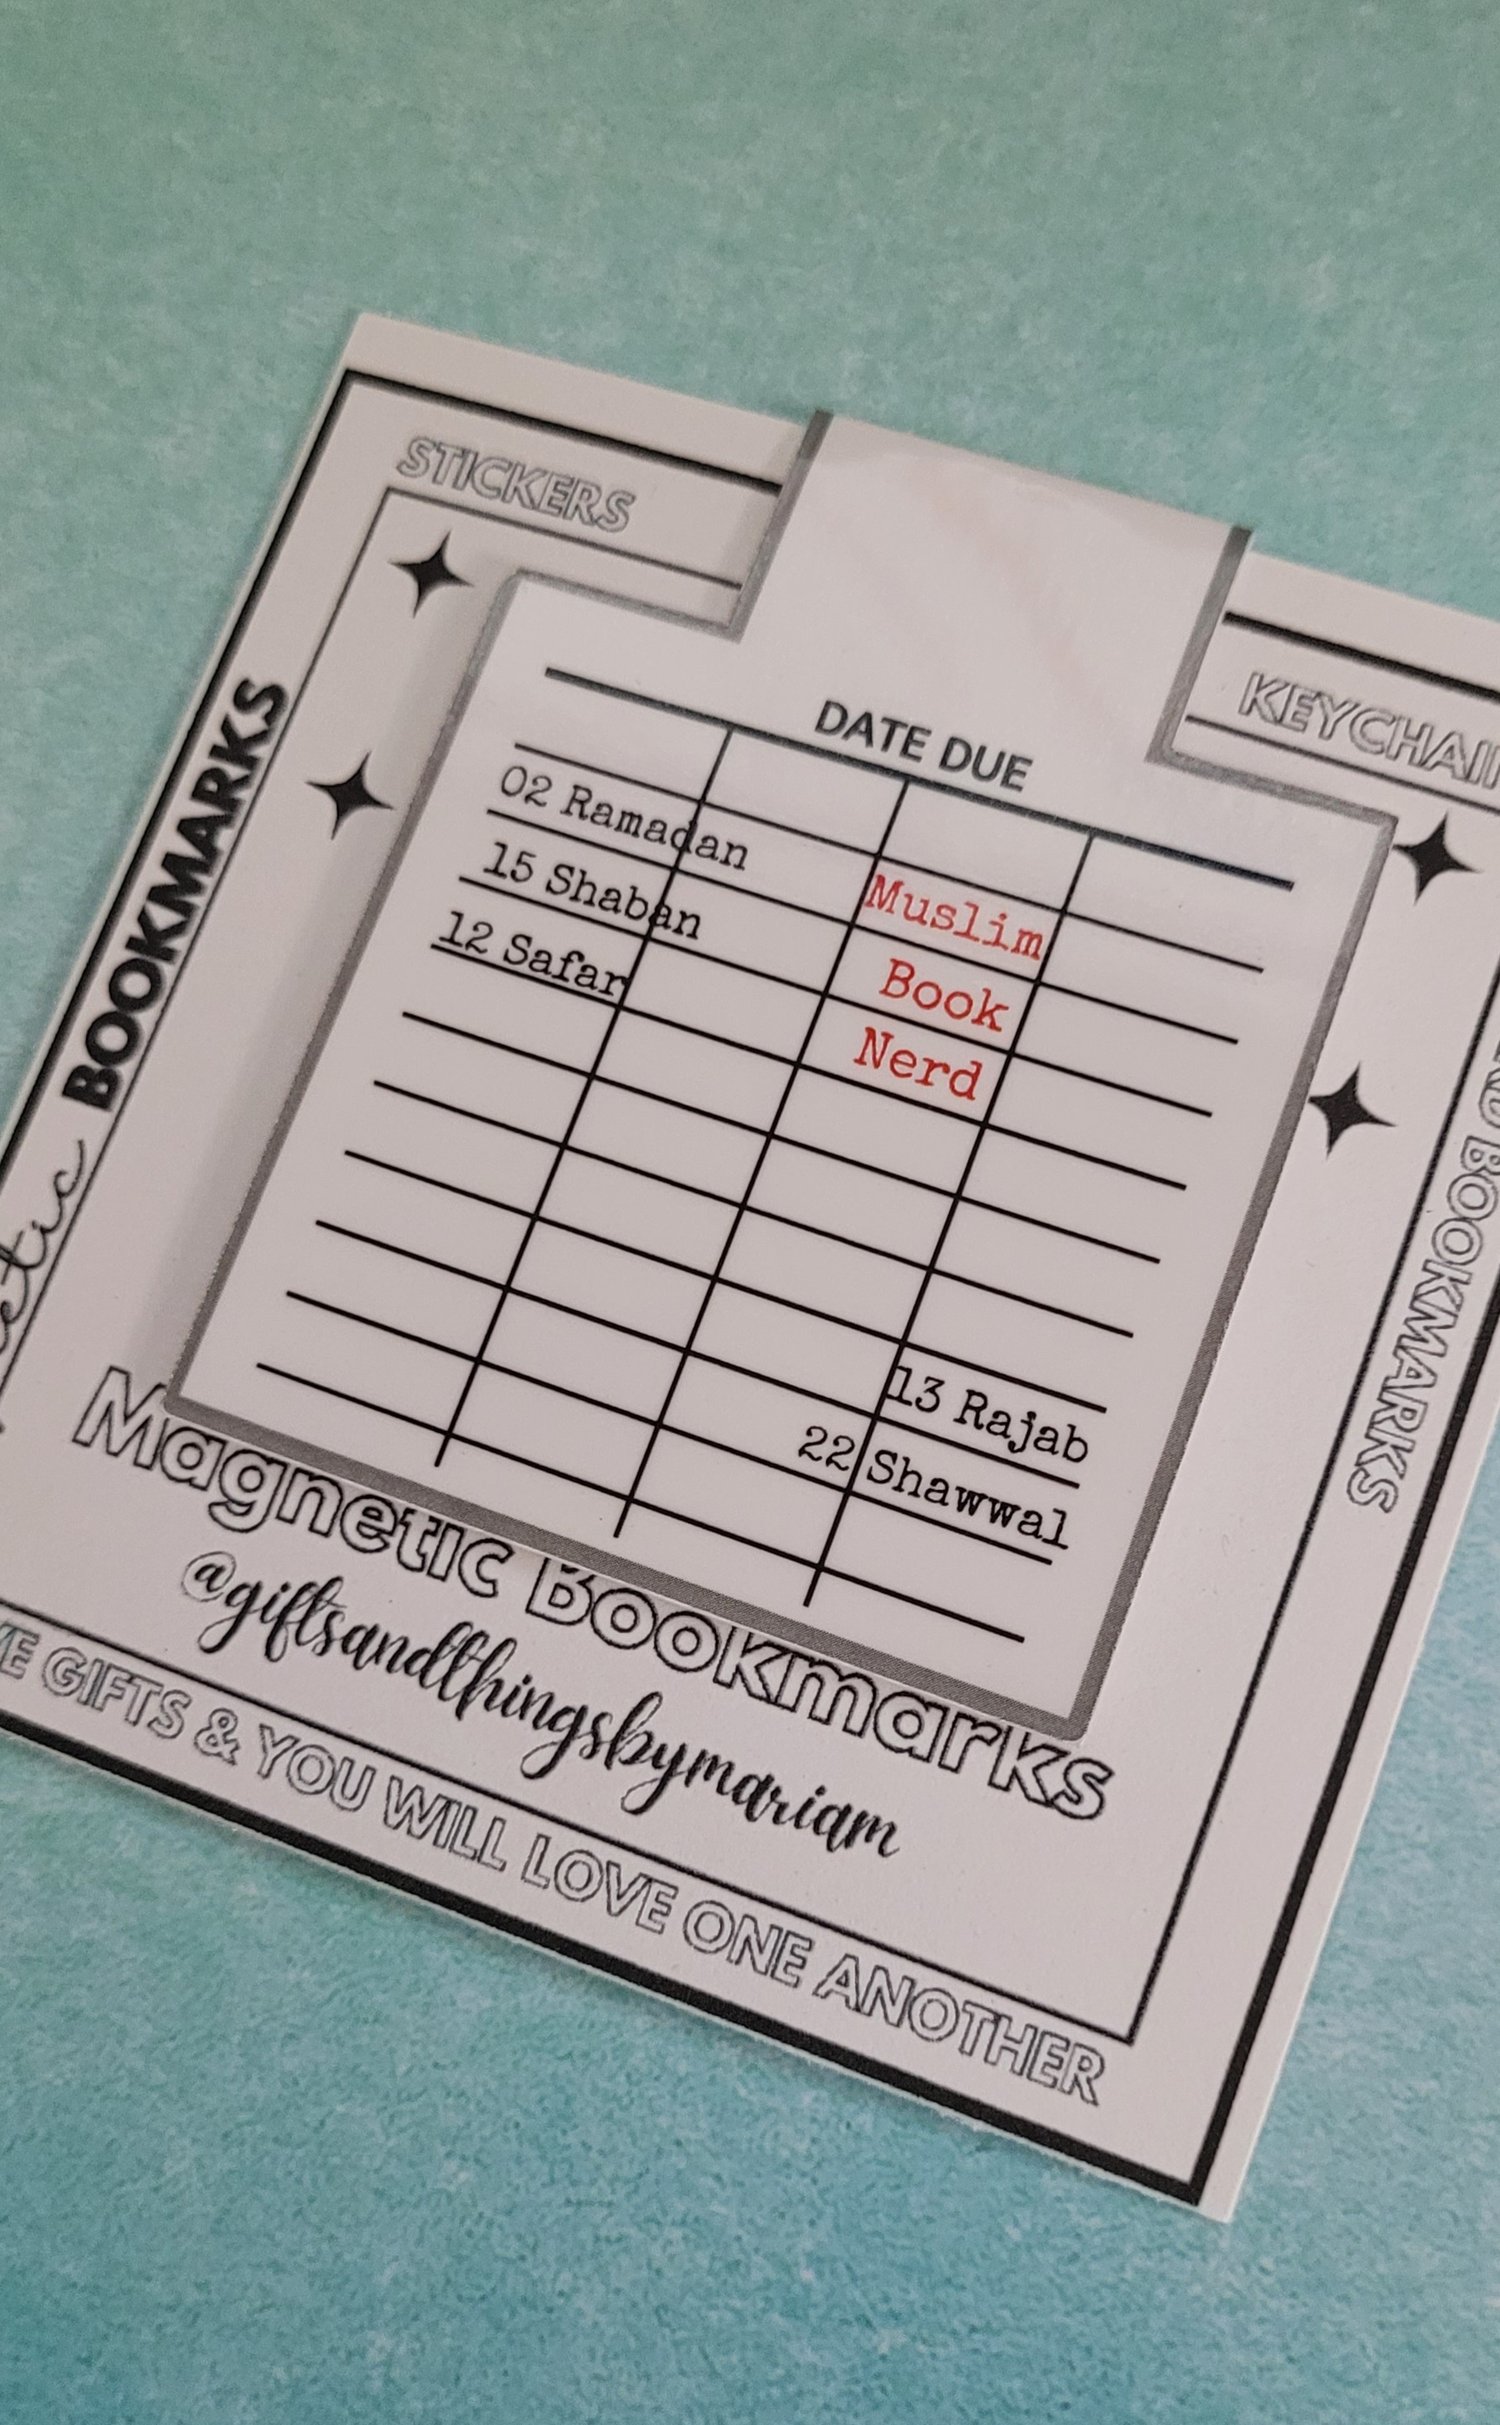 STICKERS
KEYCHAI
BOOKMARKS
DATE DUE
02 Ramadan
15 Shaban
12 Safar
Muslim
Book
Nerd
13 Rajab
22 Shawwal
BOOKMARKS
Magnetic Bookmarks
@giftsandthingsbymariam
GIFTS & YOU WILL LOVE ONE ANOTHER